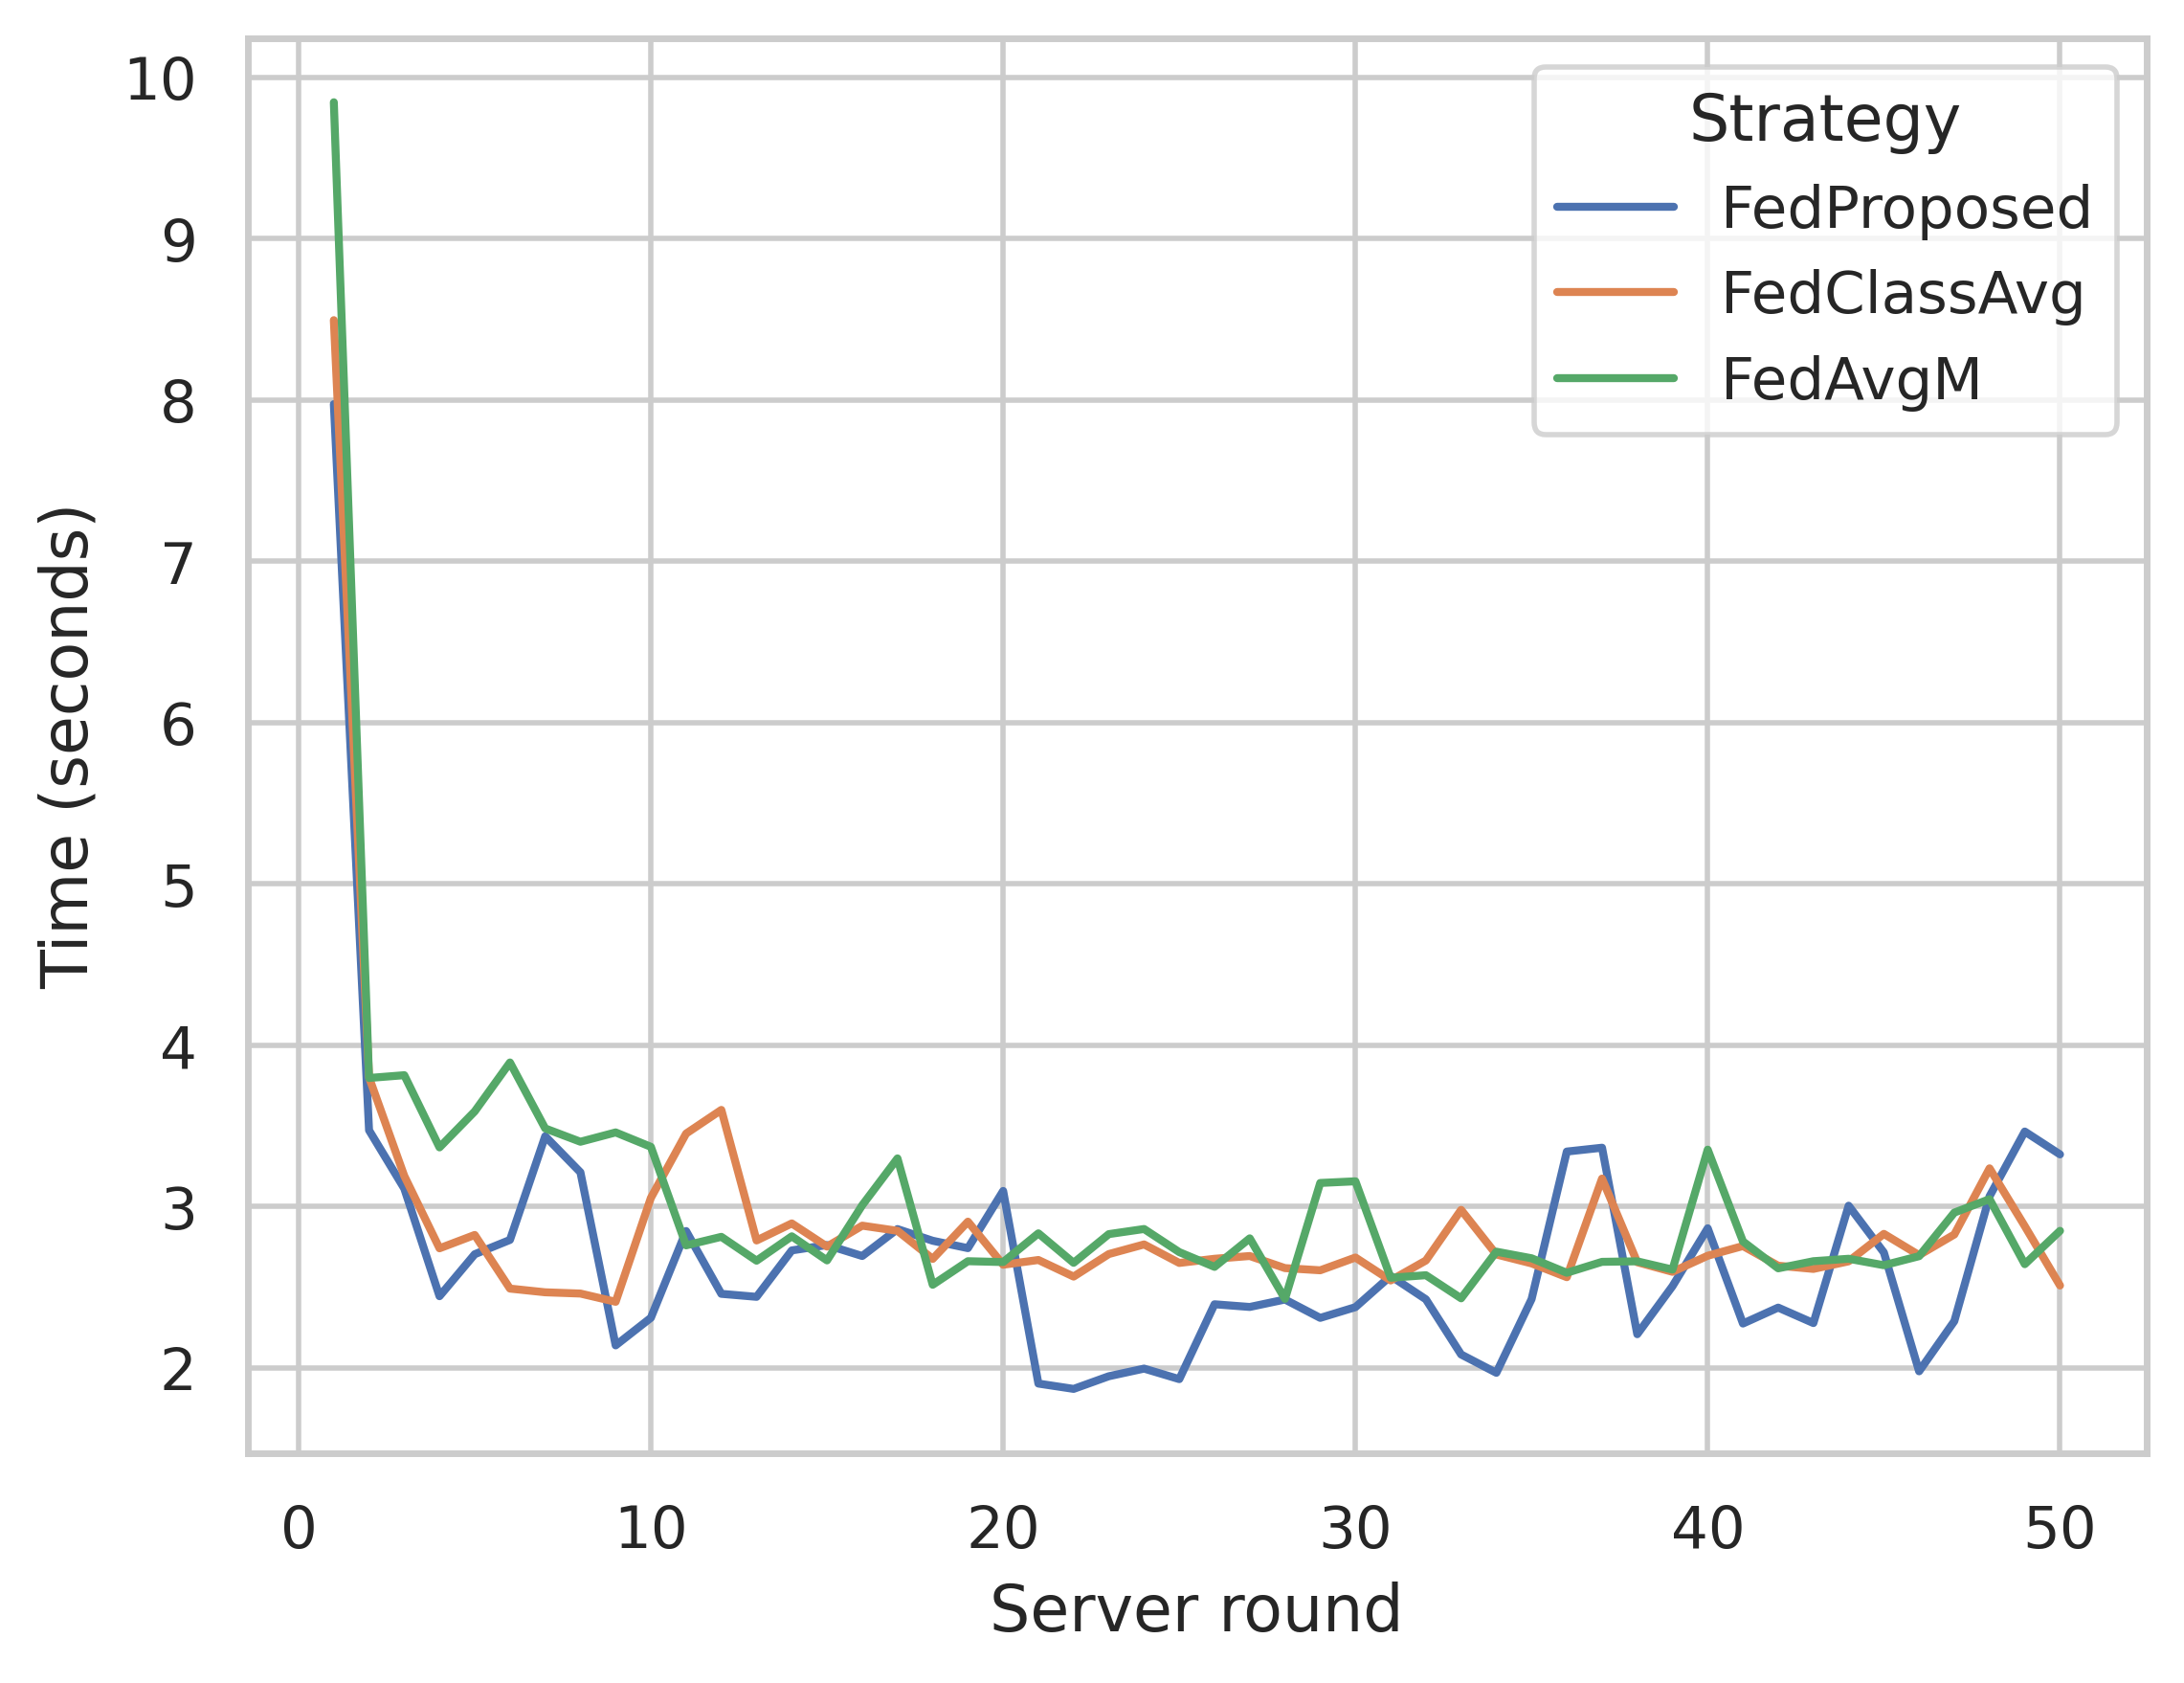 10
9
8
7
6
5
4
3
2
Time (seconds)
Strategy
FedProposed
FedClassAvg
FedAvgM
0 10 20 30 40 50
Server round